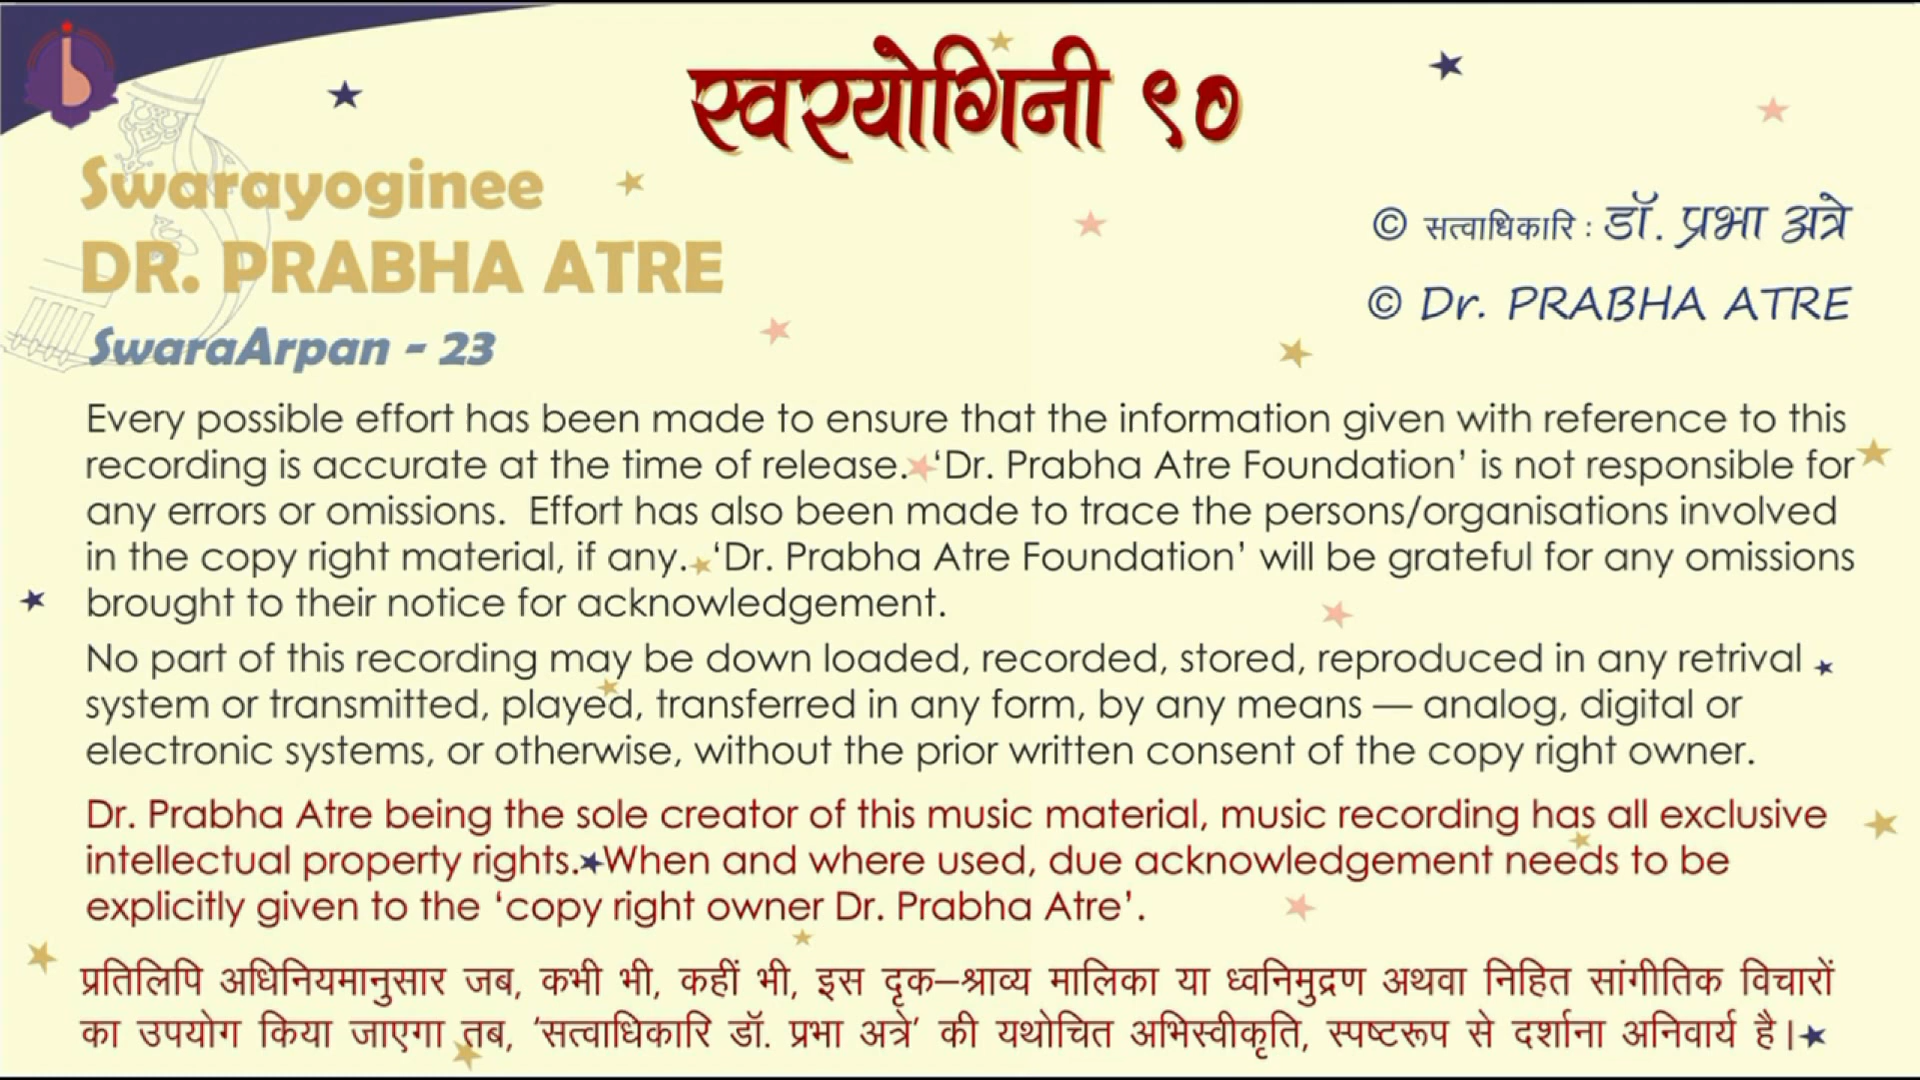 स्वरयोगिनी ९०
Swarayoginee
DR. PRABHA ATRE
SwaraArpan - 23
© सत्वाधिकारि : डॉ. प्रभा अत्रे
© Dr. PRABHA ATRE
Every possible effort has been made to ensure that the information given with reference to this
recording is accurate at the time of release. ‘Dr. Prabha Atre Foundation’ is not responsible for
any errors or omissions. Effort has also been made to trace the persons/organisations involved
in the copy right material, if any. ‘Dr. Prabha Atre Foundation’ will be grateful for any omissions
brought to their notice for acknowledgement.
No part of this recording may be down loaded, recorded, stored, reproduced in any retrival
system or transmitted, played, transferred in any form, by any means — analog, digital or
electronic systems, or otherwise, without the prior written consent of the copy right owner.
Dr. Prabha Atre being the sole creator of this music material, music recording has all exclusive
intellectual property rights. When and where used, due acknowledgement needs to be
explicitly given to the ‘copy right owner Dr. Prabha Atre’.
प्रतिलिपि अधिनियमानुसार जब, कभी भी, कहीं भी, इस दृक–श्राव्य मालिका या ध्वनिमुद्रण अथवा निहित सांगीतिक विचारों
का उपयोग किया जाएगा तब, ‘सत्वाधिकारि डॉ. प्रभा अत्रे’ की यथोचित अभिस्वीकृति, स्पष्टरूप से दर्शाना अनिवार्य है।